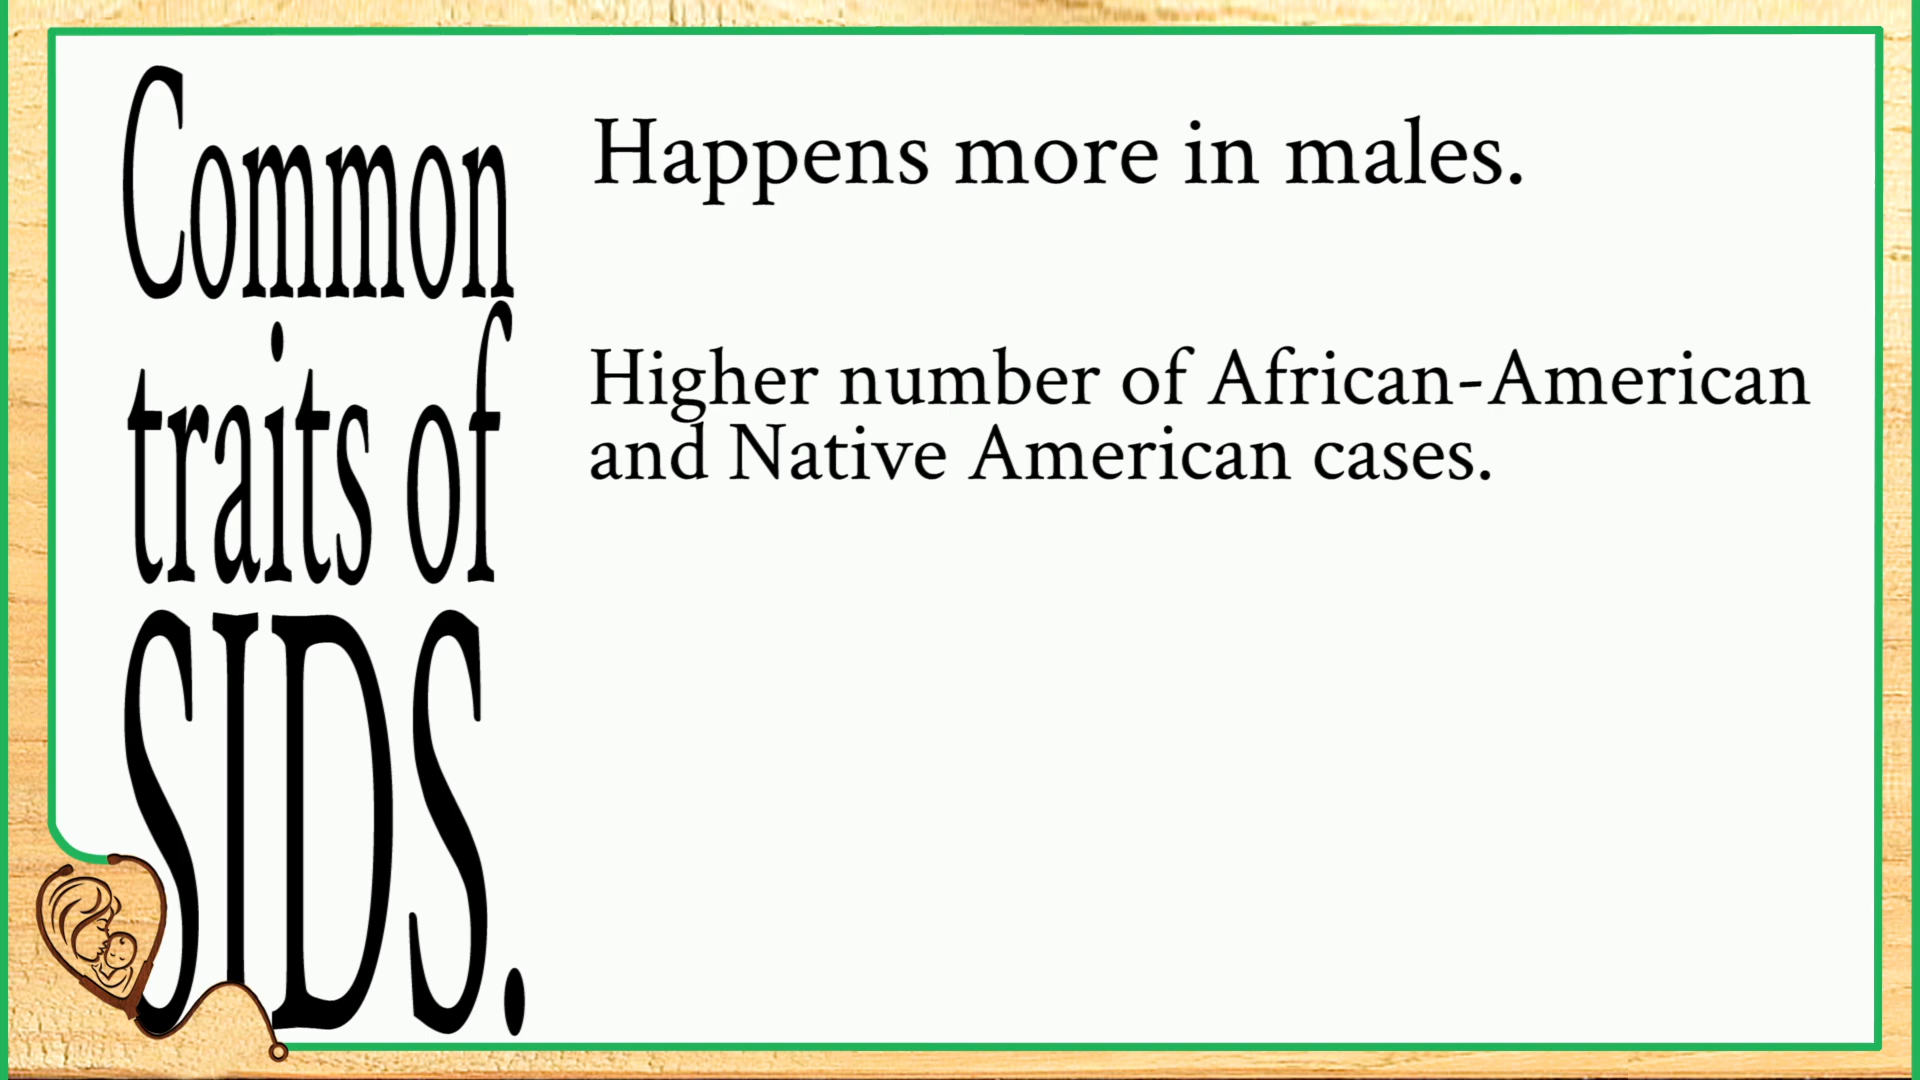 Common
traits of
SIDS.
Happens more in males.
Higher number of African-American
and Native American cases.